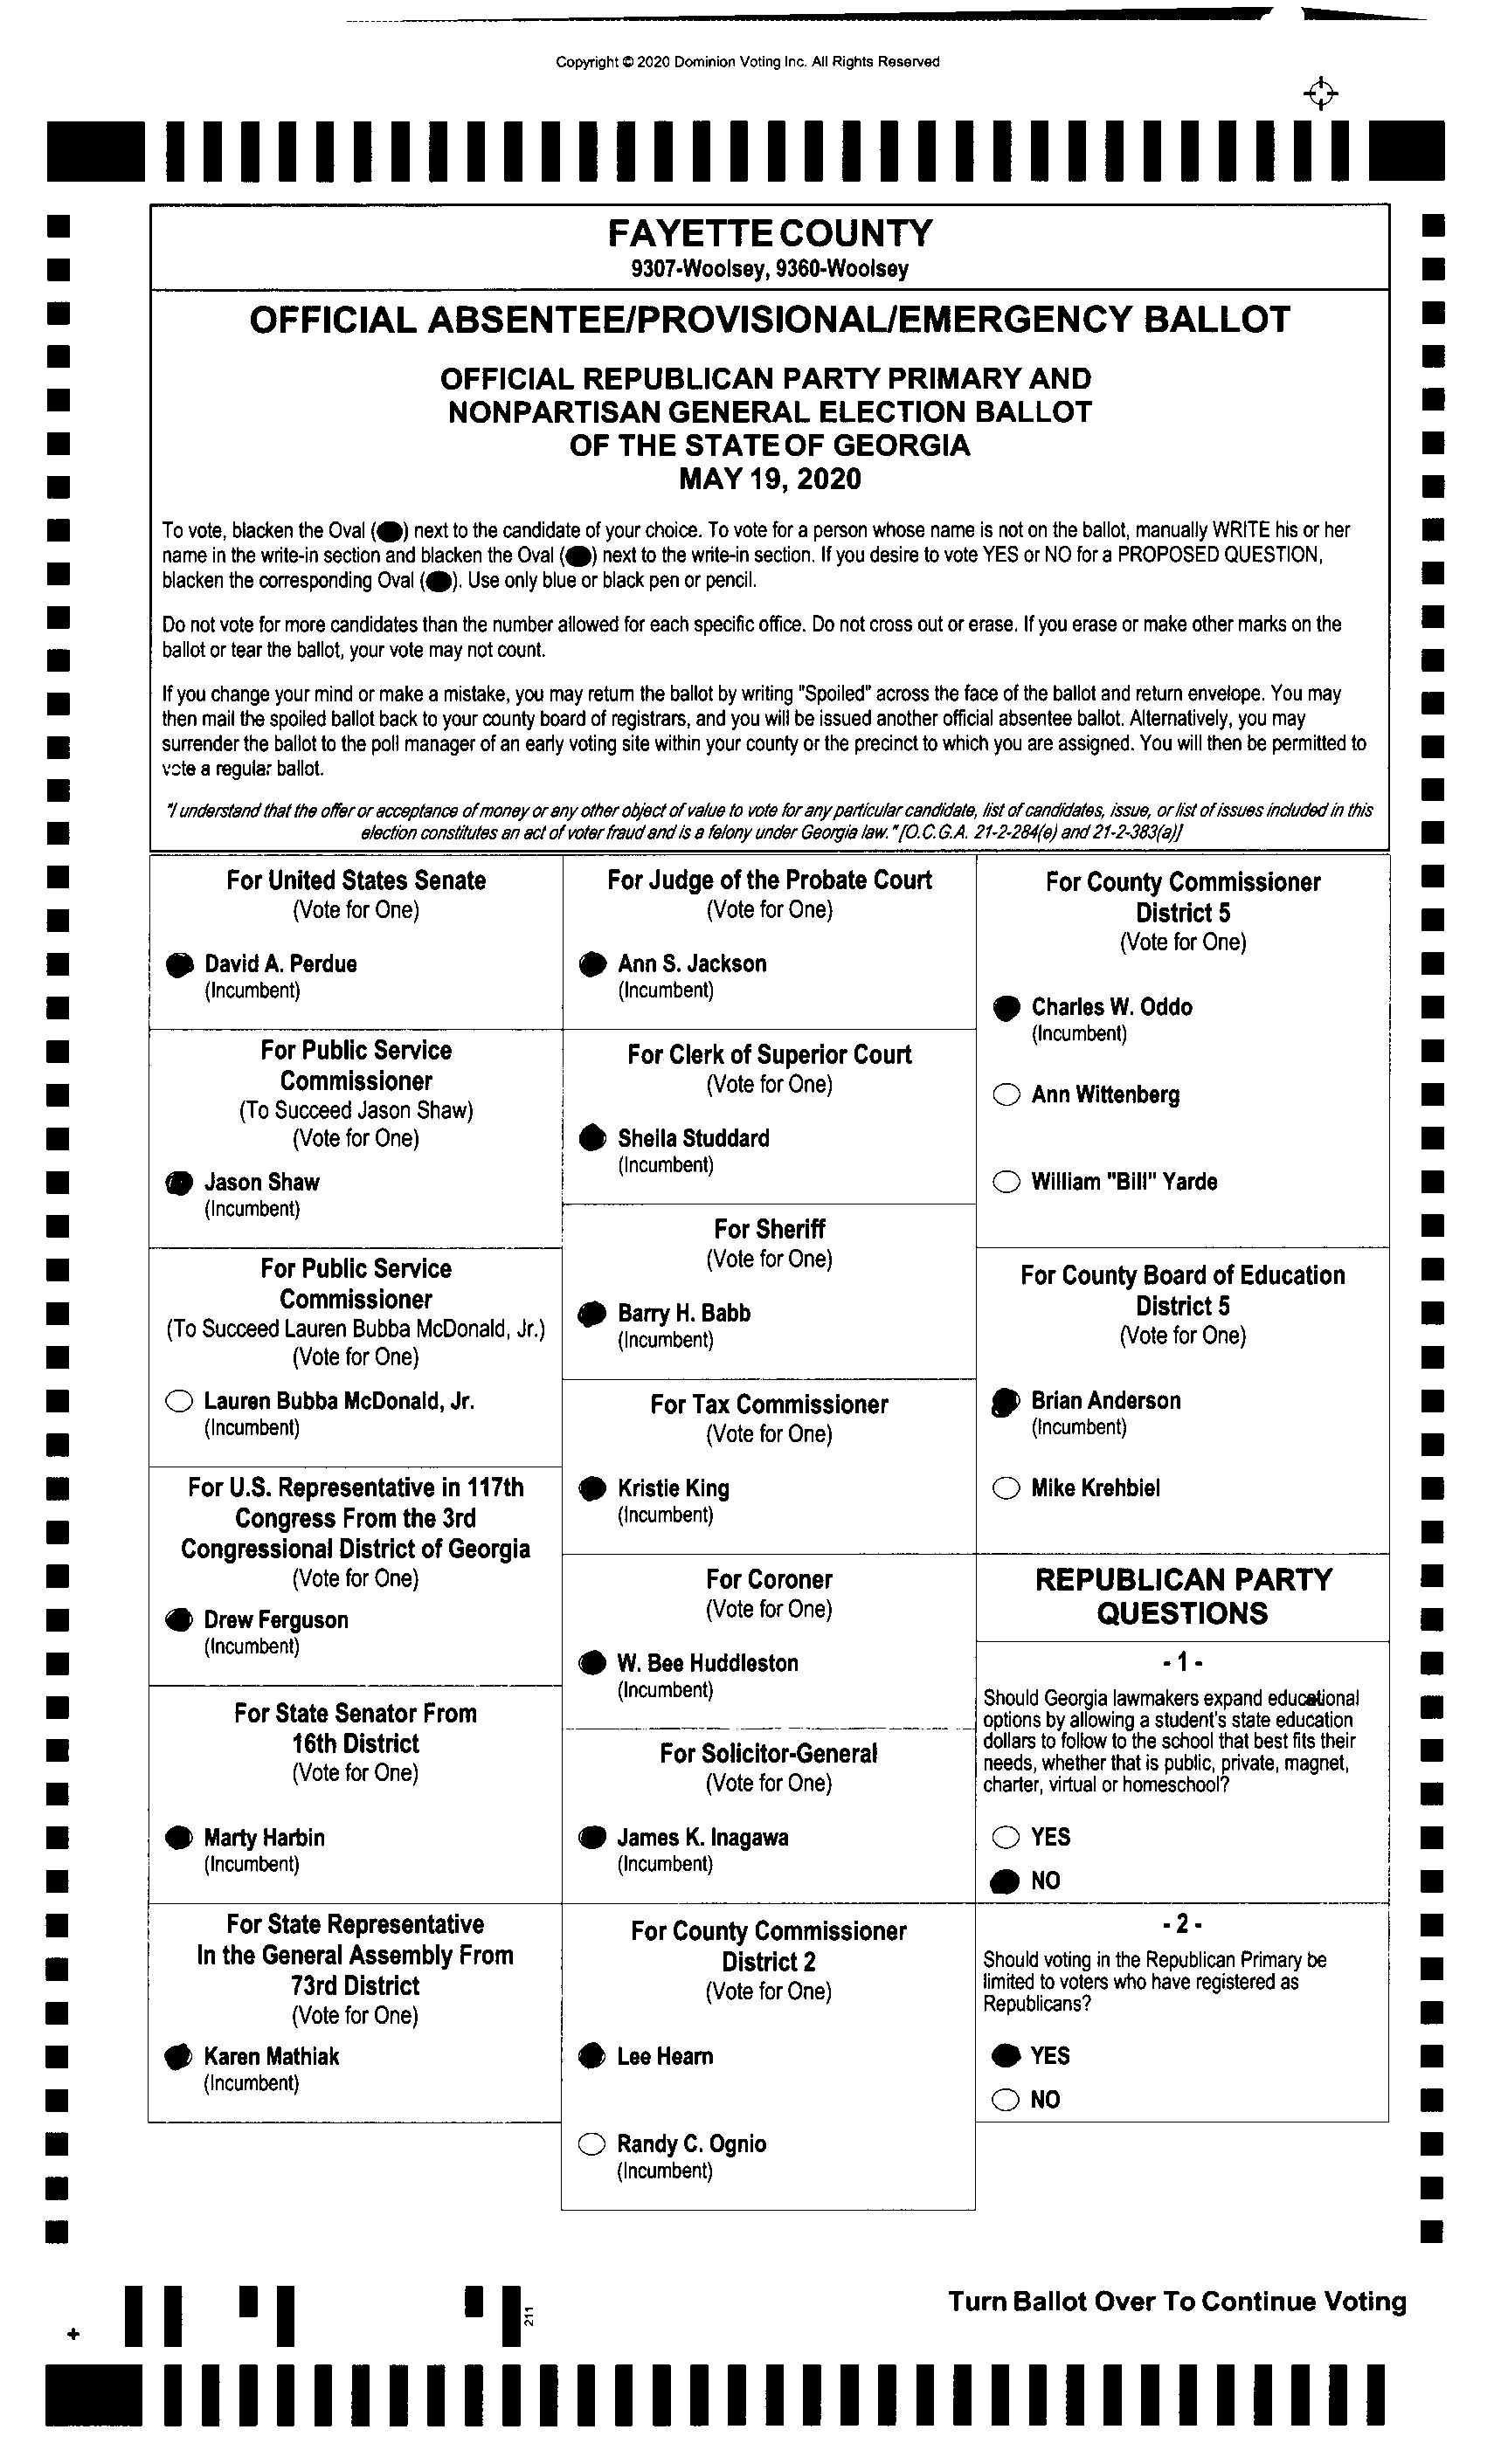 Copyright © 2020 Dominion Voting Inc. All Rights Reserved
FAYETTE COUNTY
9307-Woolsey, 9360-Woolsey
OFFICIAL ABSENTEE/PROVISIONAL/EMERGENCY BALLOT
OFFICIAL REPUBLICAN PARTY PRIMARY AND
NONPARTISAN GENERAL ELECTION BALLOT
OF THE STATE OF GEORGIA
MAY 19, 2020
To vote, blacken the Oval (●) next to the candidate of your choice. To vote for a person whose name is not on the ballot, manually WRITE his or her
name in the write-in section and blacken the Oval (●) next to the write-in section. If you desire to vote YES or NO for a PROPOSED QUESTION,
blacken the corresponding Oval (●). Use only blue or black pen or pencil.
Do not vote for more candidates than the number allowed for each specific office. Do not cross out or erase. If you erase or make other marks on the
ballot or tear the ballot, your vote may not count.
If you change your mind or make a mistake, you may return the ballot by writing "Spoiled" across the face of the ballot and return envelope. You may
then mail the spoiled ballot back to your county board of registrars, and you will be issued another official absentee ballot. Alternatively, you may
surrender the ballot to the poll manager of an early voting site within your county or the precinct to which you are assigned. You will then be permitted to
vote a regular ballot.
"I understand that the offer or acceptance of money or any other object of value to vote for any particular candidate, list of candidates, issue, or list of issues included in this
election constitutes an act of voter fraud and is a felony under Georgia law." [O.C.G.A. 21-2-284(e) and 21-2-383(a)]
For United States Senate
(Vote for One)
David A. Perdue
(Incumbent)
For Public Service
Commissioner
(To Succeed Jason Shaw)
(Vote for One)
Jason Shaw
(Incumbent)
For Public Service
Commissioner
(To Succeed Lauren Bubba McDonald, Jr.)
(Vote for One)
Lauren Bubba McDonald, Jr.
(Incumbent)
For U.S. Representative in 117th
Congress From the 3rd
Congressional District of Georgia
(Vote for One)
Drew Ferguson
(Incumbent)
For State Senator From
16th District
(Vote for One)
Marty Harbin
(Incumbent)
For State Representative
In the General Assembly From
73rd District
(Vote for One)
Karen Mathiak
(Incumbent)
For Judge of the Probate Court
(Vote for One)
Ann S. Jackson
(Incumbent)
For Clerk of Superior Court
(Vote for One)
Sheila Studdard
(Incumbent)
For Sheriff
(Vote for One)
Barry H. Babb
(Incumbent)
For Tax Commissioner
(Vote for One)
Kristie King
(Incumbent)
For Coroner
(Vote for One)
W. Bee Huddleston
(Incumbent)
For Solicitor-General
(Vote for One)
James K. Inagawa
(Incumbent)
For County Commissioner
District 2
(Vote for One)
Lee Hearn
Randy C. Ognio
(Incumbent)
For County Commissioner
District 5
(Vote for One)
Charles W. Oddo
(Incumbent)
Ann Wittenberg
William "Bill" Yarde
For County Board of Education
District 5
(Vote for One)
Brian Anderson
(Incumbent)
Mike Krehbiel
REPUBLICAN PARTY
QUESTIONS
- 1 -
Should Georgia lawmakers expand educational
options by allowing a student's state education
dollars to follow to the school that best fits their
needs, whether that is public, private, magnet,
charter, virtual or homeschool?
YES
NO
- 2 -
Should voting in the Republican Primary be
limited to voters who have registered as
Republicans?
YES
NO
211
Turn Ballot Over To Continue Voting